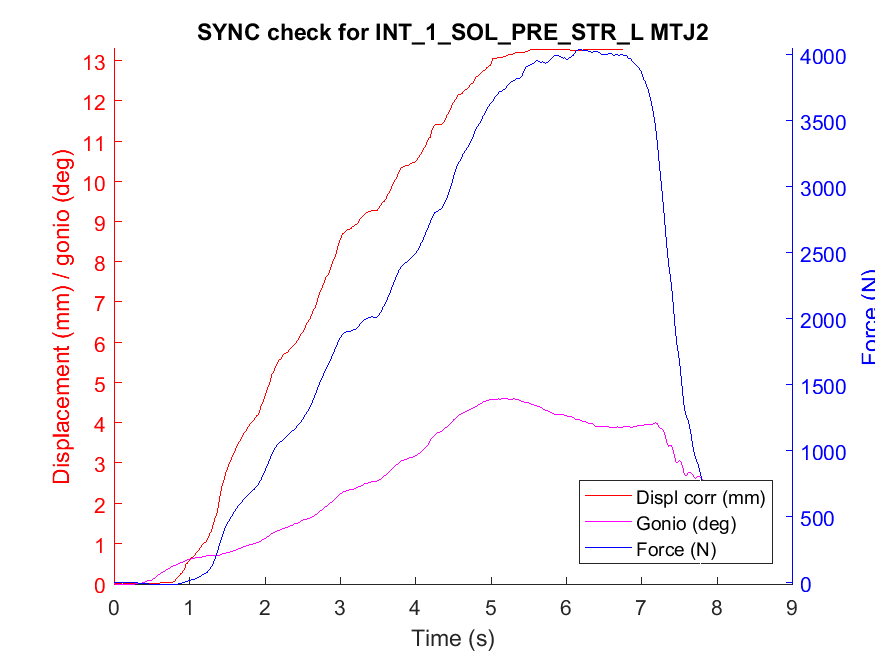 SYNC check for INT_1_SOL_PRE_STR_L MTJ2
Displacement (mm) / gonio (deg)
13
12
11
10
9
8
7
6
5
4
3
2
1
0
4000
3500
3000
2500
2000
1500
1000
500
0
Force (N)
Displ corr (mm)
Gonio (deg)
Force (N)
0 1 2 3 4 5 6 7 8 9
Time (s)